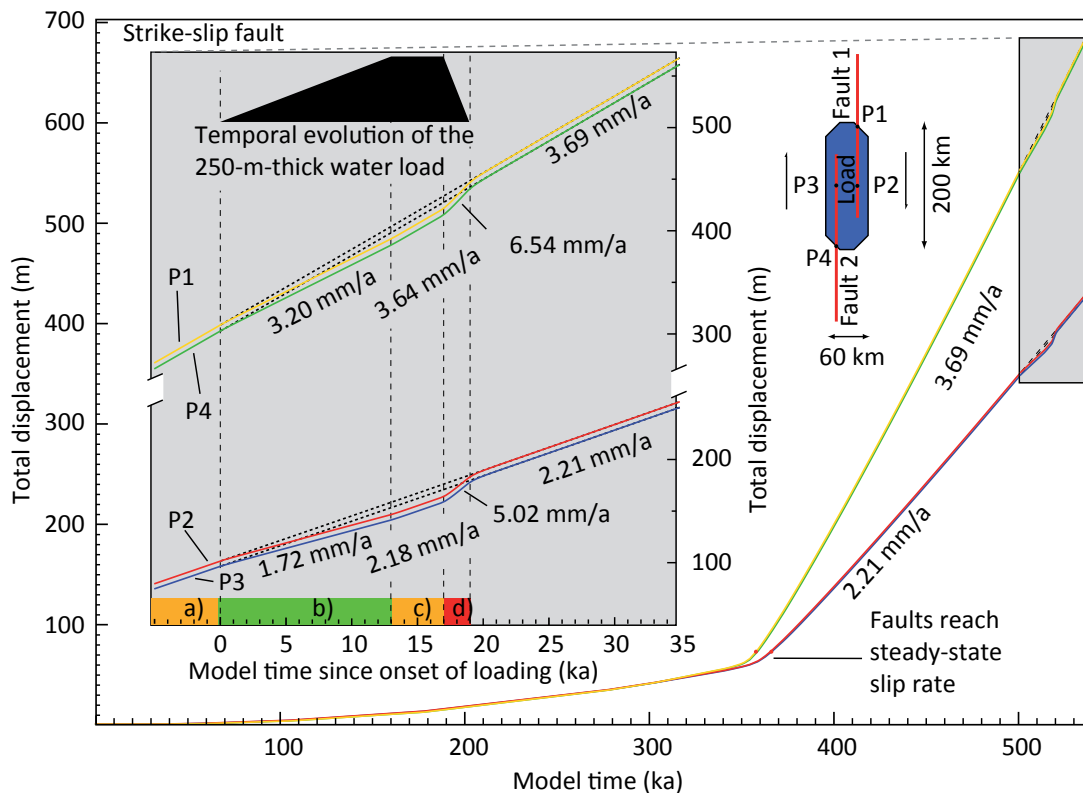 Strike-slip fault
Temporal evolution of the
250-m-thick water load
3.69 mm/a
6.54 mm/a
3.64 mm/a
3.20 mm/a
P1
P4
2.21 mm/a
5.02 mm/a
2.18 mm/a
1.72 mm/a
P2
P3
a) b) c) d)
0 5 10 15 20 25 30 35
Model time since onset of loading (ka)
500
400
300
200
100
Total displacement (m)
Fault 1
P1
P3
Load
P2
200 km
P4
Fault 2
60 km
3.69 mm/a
2.21 mm/a
Faults reach
steady-state
slip rate
700
600
500
400
300
200
100
Total displacement (m)
100 200 300 400 500
Model time (ka)